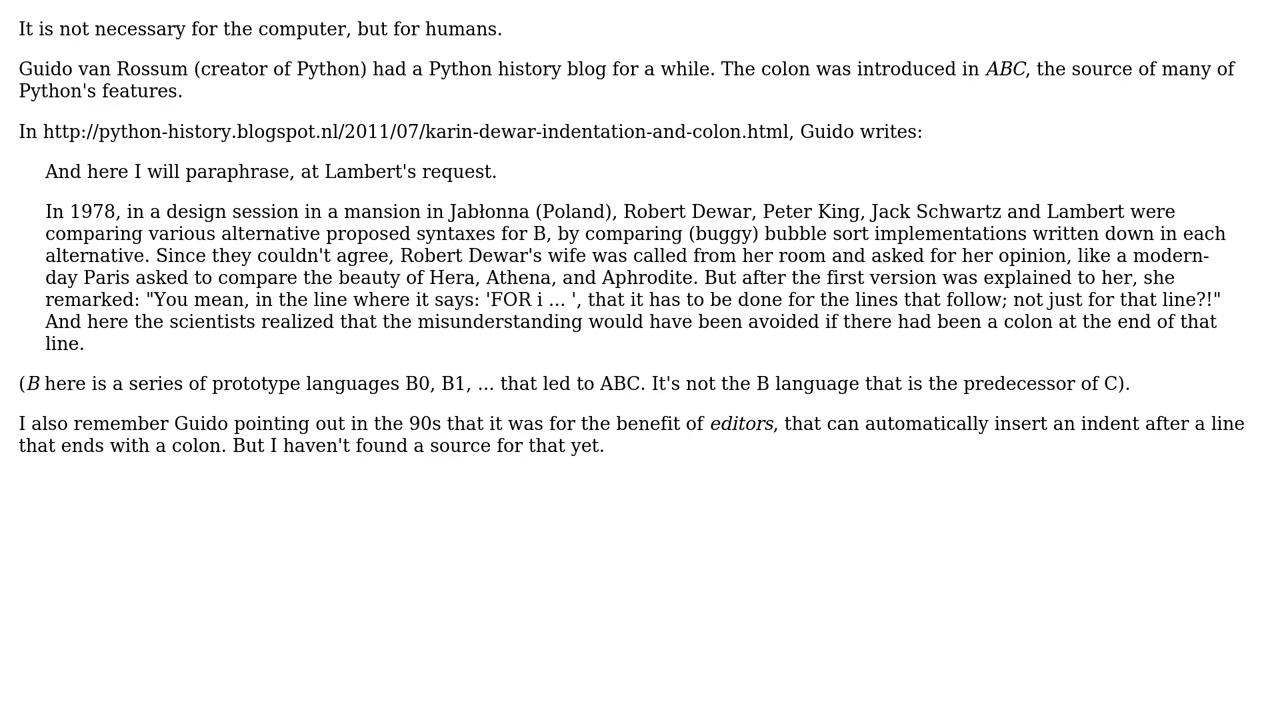 It is not necessary for the computer, but for humans.
Guido van Rossum (creator of Python) had a Python history blog for a while. The colon was introduced in ABC, the source of many of
Python's features.
In http://python-history.blogspot.nl/2011/07/karin-dewar-indentation-and-colon.html, Guido writes:
And here I will paraphrase, at Lambert's request.
In 1978, in a design session in a mansion in Jabłonna (Poland), Robert Dewar, Peter King, Jack Schwartz and Lambert were
comparing various alternative proposed syntaxes for B, by comparing (buggy) bubble sort implementations written down in each
alternative. Since they couldn't agree, Robert Dewar's wife was called from her room and asked for her opinion, like a modern-
day Paris asked to compare the beauty of Hera, Athena, and Aphrodite. But after the first version was explained to her, she
remarked: "You mean, in the line where it says: 'FOR i ... ', that it has to be done for the lines that follow; not just for that line?!"
And here the scientists realized that the misunderstanding would have been avoided if there had been a colon at the end of that
line.
(B here is a series of prototype languages B0, B1, ... that led to ABC. It's not the B language that is the predecessor of C).
I also remember Guido pointing out in the 90s that it was for the benefit of editors, that can automatically insert an indent after a line
that ends with a colon. But I haven't found a source for that yet.